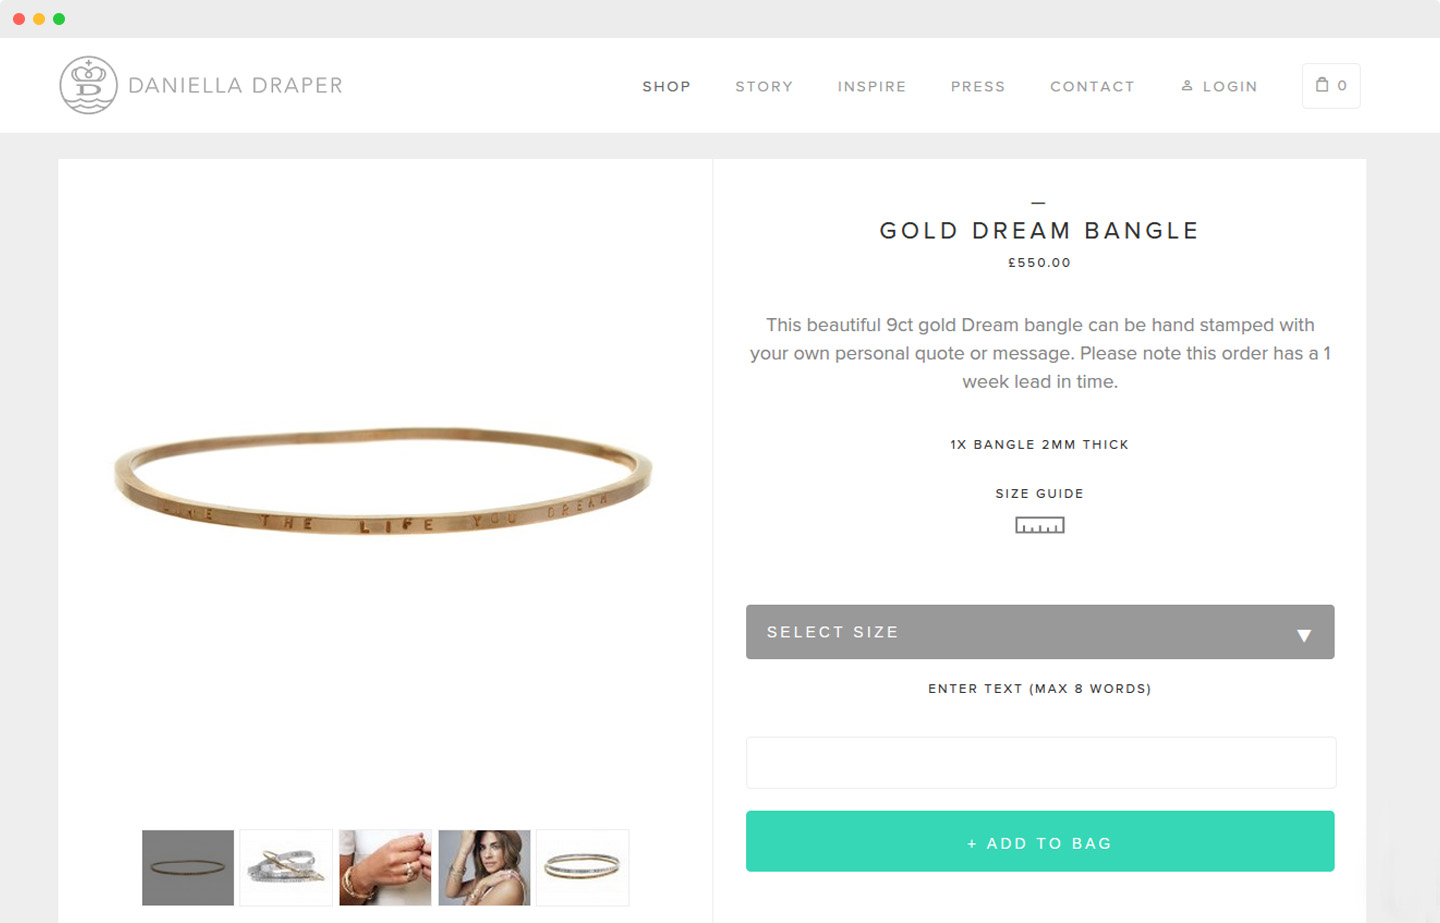 DANIELLA DRAPER
SHOP STORY INSPIRE PRESS CONTACT LOGIN 0
GOLD DREAM BANGLE
£550.00
This beautiful 9ct gold Dream bangle can be hand stamped with
your own personal quote or message. Please note this order has a 1
week lead in time.
1X BANGLE 2MM THICK
SIZE GUIDE
THE LIFE YOU DREAM
SELECT SIZE
ENTER TEXT (MAX 8 WORDS)
+ ADD TO BAG